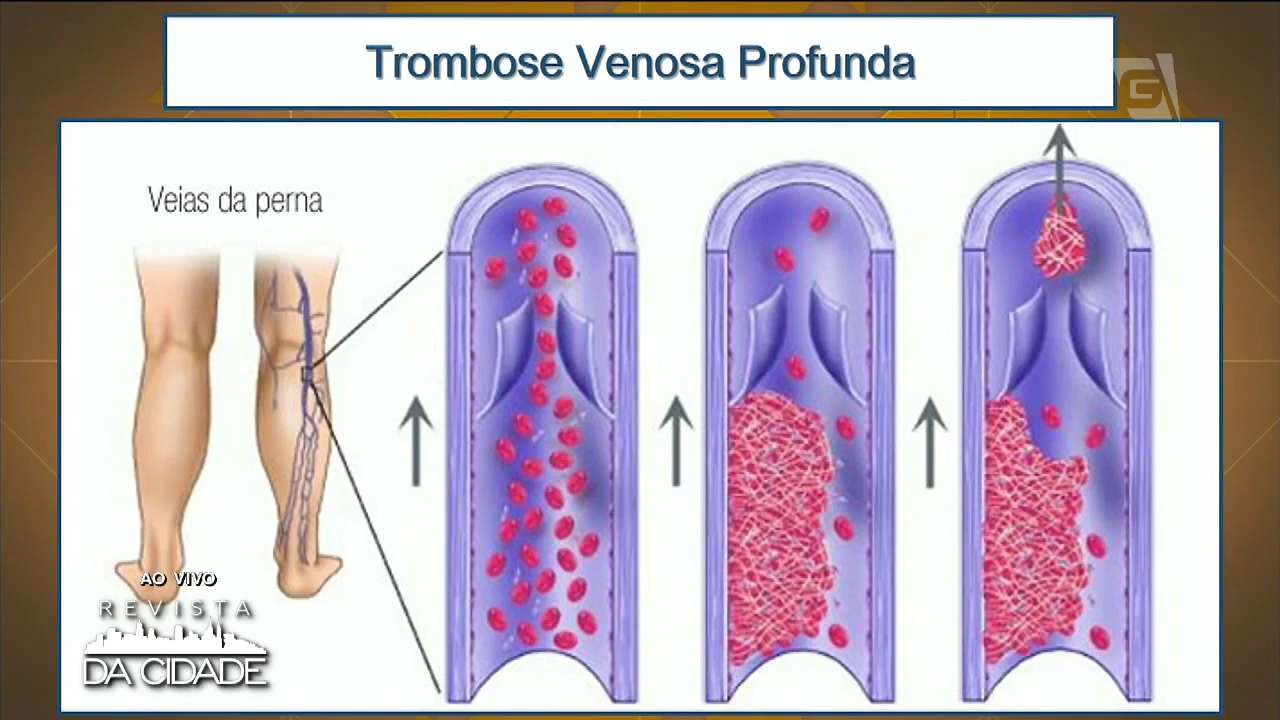 Trombose Venosa Profunda
G
Veias da perna
AO VIVO
REVISTA
DA CIDADE